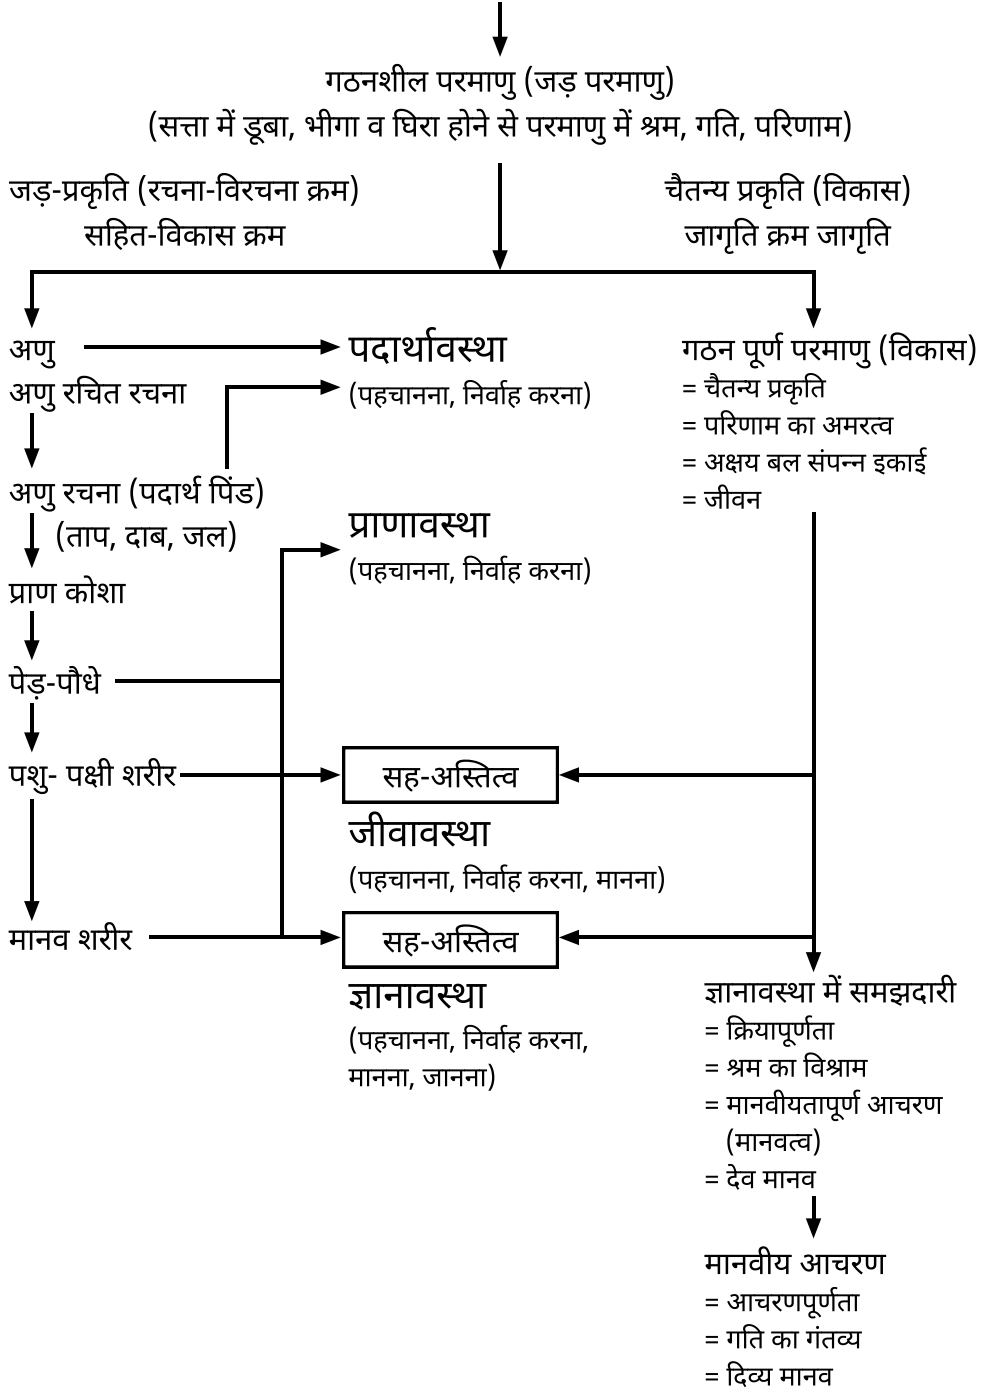 गठनशील परमाणु (जड़ परमाणु)
(सत्ता में डूबा, भीगा व घिरा होने से परमाणु में श्रम, गति, परिणाम)
जड़-प्रकृति (रचना-विरचना क्रम)
सहित-विकास क्रम
चैतन्य प्रकृति (विकास)
जागृति क्रम जागृति
अणु
अणु रचित रचना
अणु रचना (पदार्थ पिंड)
(ताप, दाब, जल)
प्राण कोशा
पेड़-पौधे
पशु- पक्षी शरीर
मानव शरीर
पदार्थावस्था
(पहचानना, निर्वाह करना)
प्राणावस्था
(पहचानना, निर्वाह करना)
सह-अस्तित्व
जीवावस्था
(पहचानना, निर्वाह करना, मानना)
सह-अस्तित्व
ज्ञानावस्था
(पहचानना, निर्वाह करना,
मानना, जानना)
गठन पूर्ण परमाणु (विकास)
= चैतन्य प्रकृति
= परिणाम का अमरत्व
= अक्षय बल संपन्न इकाई
= जीवन
ज्ञानावस्था में समझदारी
= क्रियापूर्णता
= श्रम का विश्राम
= मानवीयतापूर्ण आचरण
(मानवत्व)
= देव मानव
मानवीय आचरण
= आचरणपूर्णता
= गति का गंतव्य
= दिव्य मानव